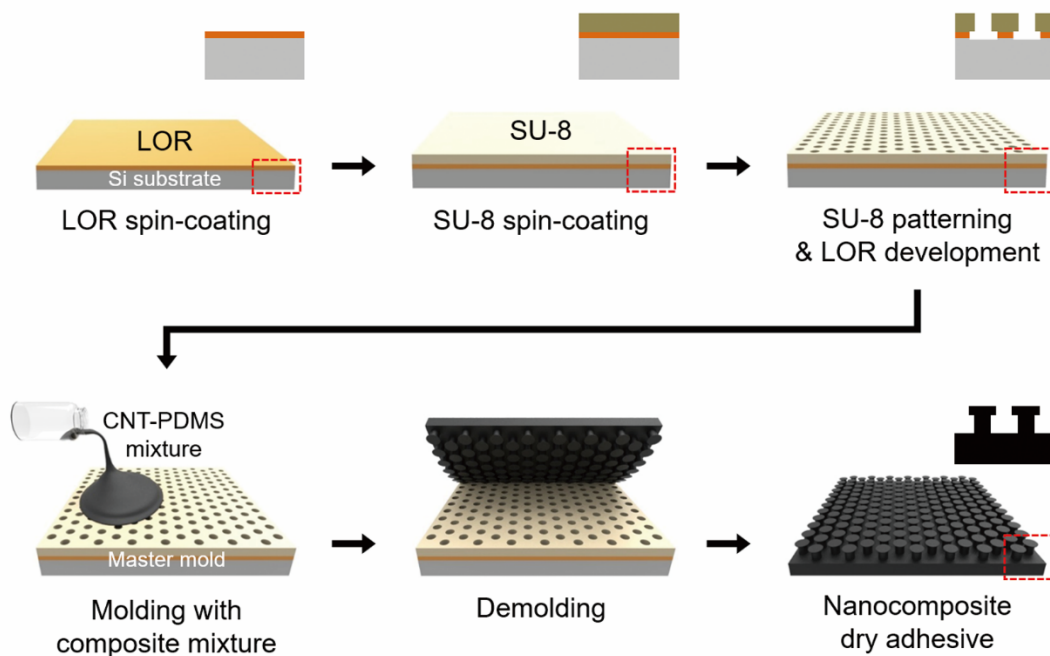 LOR
Si substrate
LOR spin-coating
SU-8
SU-8 spin-coating
SU-8 patterning
& LOR development
CNT-PDMS
mixture
Master mold
Molding with
composite mixture
Demolding
Nanocomposite
dry adhesive